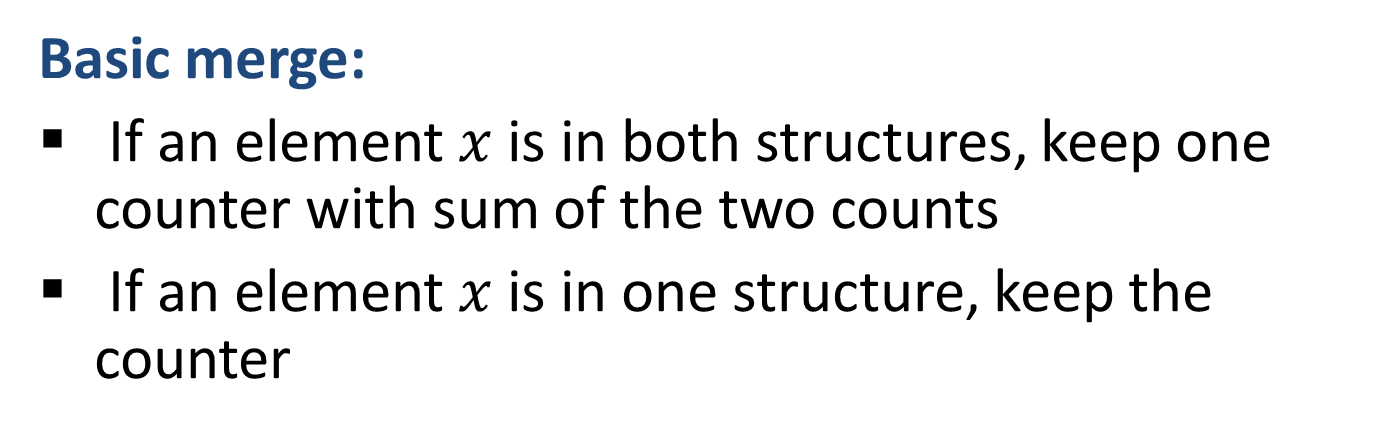 Basic merge:
▪ If an element 𝑥 is in both structures, keep one
counter with sum of the two counts
▪ If an element 𝑥 is in one structure, keep the
counter